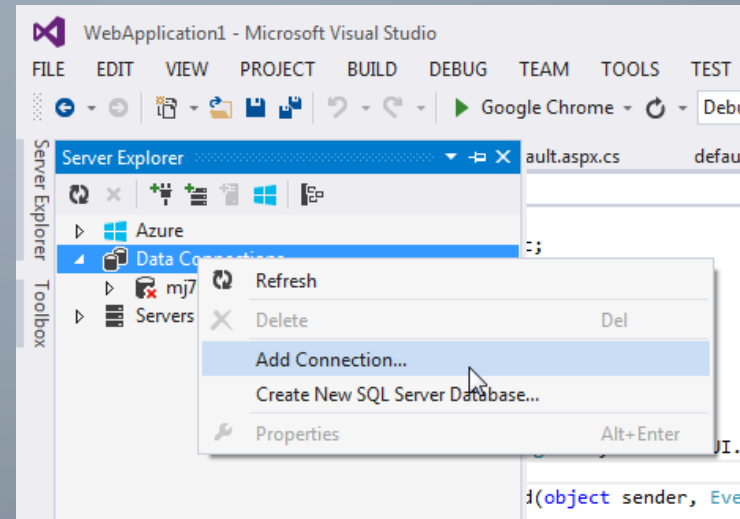 WebApplication1 - Microsoft Visual Studio
FILE EDIT VIEW PROJECT BUILD DEBUG TEAM TOOLS TEST
Google Chrome Debu
Server Explorer
Toolbox
Server Explorer
ault.aspx.cs defau
Azure
Data Connections
mj7
Servers
Refresh
Delete Del
Add Connection...
Create New SQL Server Database...
Properties Alt+Enter
t;
UI.
d(object sender, Eve